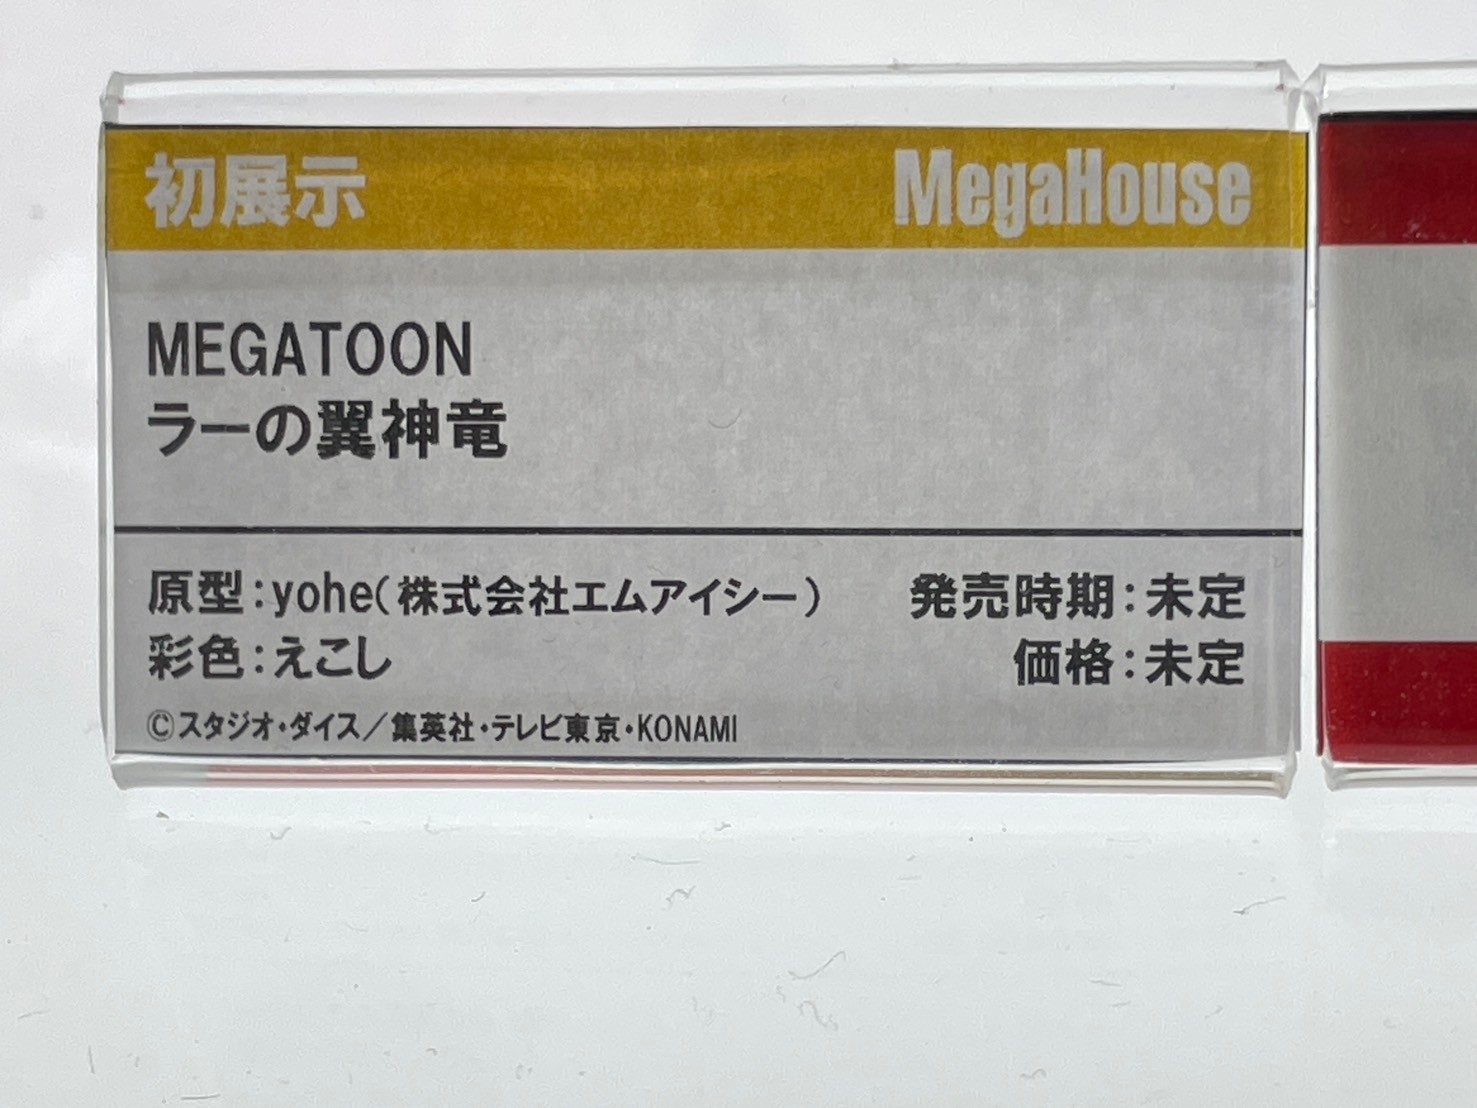 初展示 MegaHouse
MEGATOON
ラーの翼神竜
原型：yohe（株式会社エムアイシー） 発売時期：未定
彩色：えこし 価格：未定
©スタジオ・ダイス／集英社・テレビ東京・KONAMI